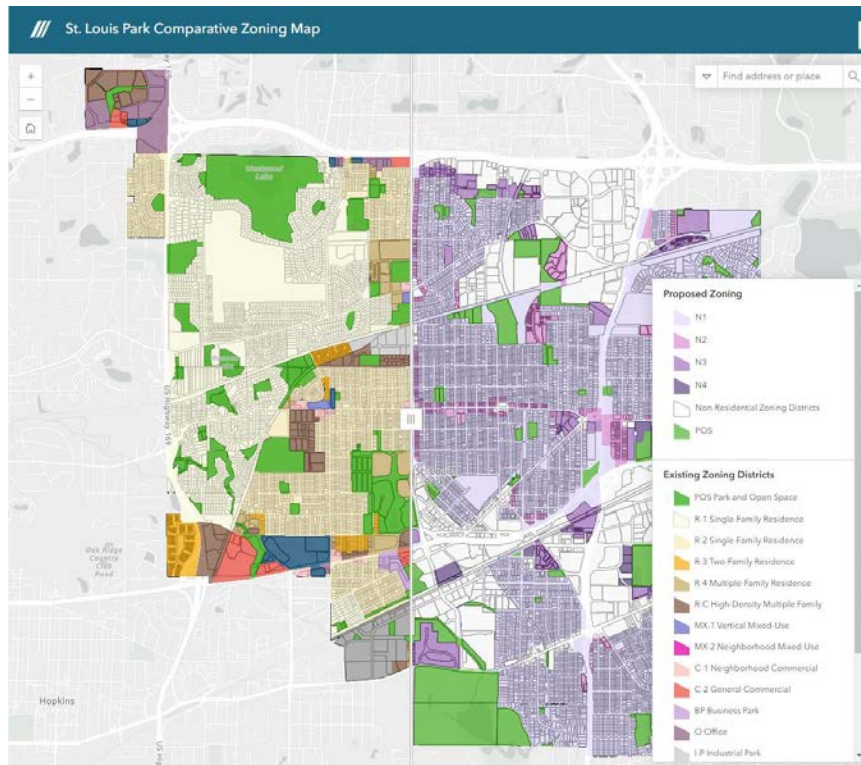 St. Louis Park Comparative Zoning Map
+
Find address or place
−
Westwood
Lake
Proposed Zoning
N1
N2
N3
N4
Non-Residential Zoning Districts
POS
US Highway 169
Existing Zoning Districts
POS Park and Open Space
R-1 Single Family Residence
R-2 Single Family Residence
R-3 Two-Family Residence
R-4 Multiple-Family Residence
R-C High-Density Multiple Family
MX-1 Vertical Mixed Use
MX-2 Neighborhood Mixed Use
C-1 Neighborhood Commercial
C-2 General Commercial
BP Business Park
O Office
I-P Industrial Park
Oak Ridge
Country
Club
Pond
Hopkins